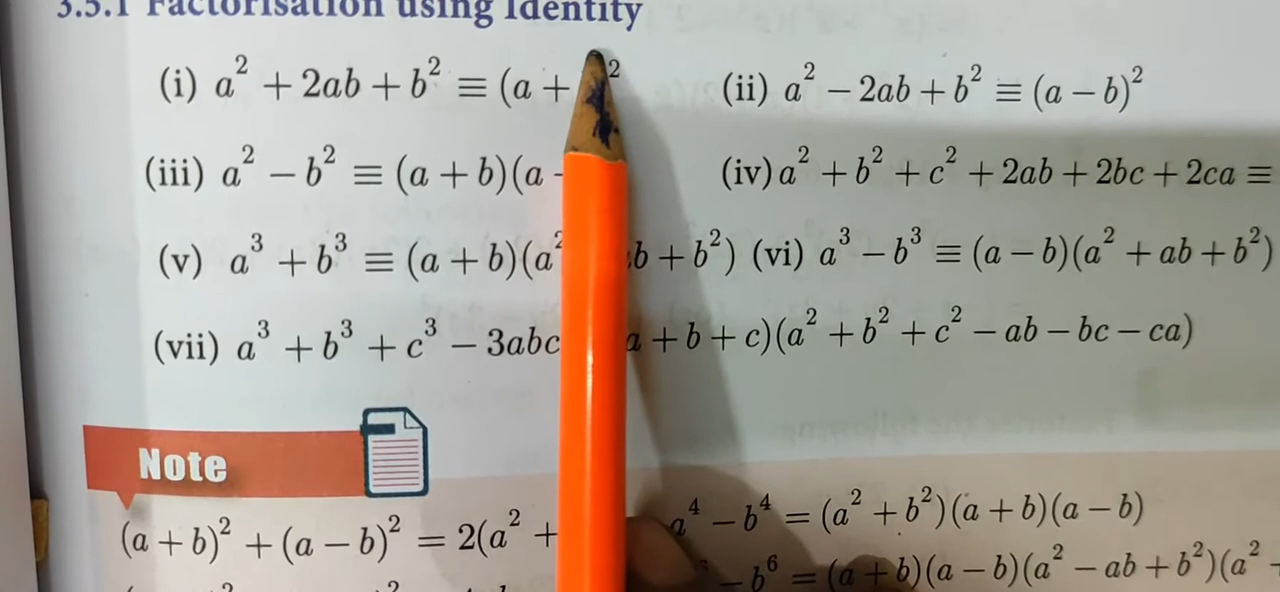 3.5.1 Factorisation using Identity
(i) a² + 2ab + b² ≡ (a + ² (ii) a² − 2ab + b² ≡ (a − b)²
(iii) a² − b² ≡ (a + b)(a - (iv) a² + b² + c² + 2ab + 2bc + 2ca ≡
(v) a³ + b³ ≡ (a + b)(a² b + b²) (vi) a³ − b³ ≡ (a − b)(a² + ab + b²)
(vii) a³ + b³ + c³ − 3abc a + b + c)(a² + b² + c² − ab − bc − ca)
Note
(a + b)² + (a − b)² = 2(a² + a⁴ − b⁴ = (a² + b²)(a + b)(a − b)
− b⁶ = (a + b)(a − b)(a² − ab + b²)(a²